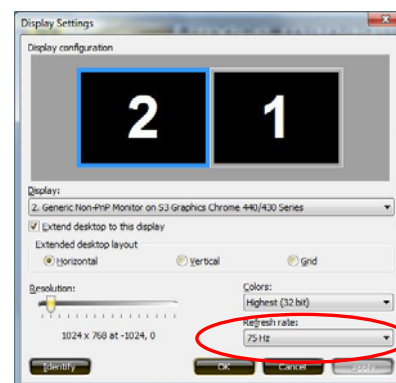 Display Settings
Display configuration
2 1
Display:
2. Generic Non-PnP Monitor on S3 Graphics Chrome 440/430 Series
Extend desktop to this display
Extended desktop layout
Horizontal Vertical Grid
Resolution: Colors:
Highest (32 bit)
Refresh rate:
1024 x 768 at -1024, 0 75 Hz
Identify OK Cancel Apply